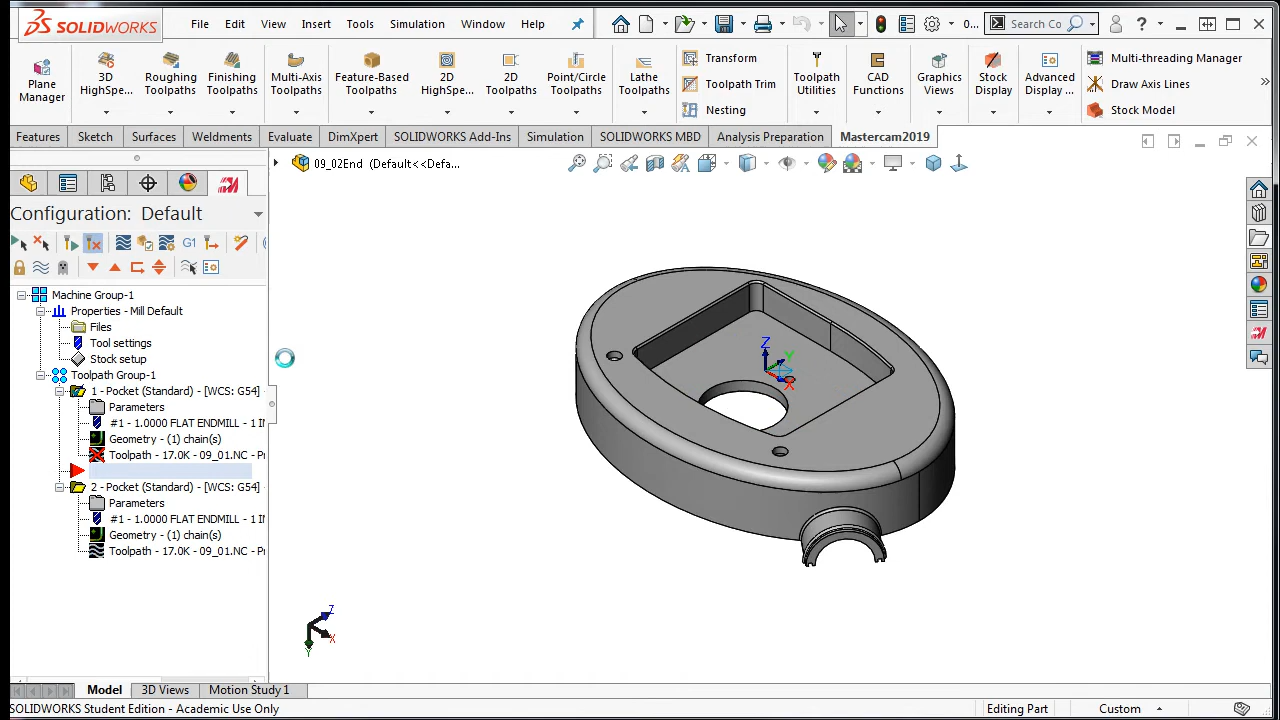 SOLIDWORKS File Edit View Insert Tools Simulation Window Help 0... Search Co
Plane Manager
3D HighSpe...
Roughing Toolpaths
Finishing Toolpaths
Multi-Axis Toolpaths
Feature-Based Toolpaths
2D HighSpe...
2D Toolpaths
Point/Circle Toolpaths
Lathe Toolpaths
Transform
Toolpath Trim
Nesting
Toolpath Utilities
CAD Functions
Graphics Views
Stock Display
Advanced Display ...
Multi-threading Manager
Draw Axis Lines
Stock Model
Features Sketch Surfaces Weldments Evaluate DimXpert SOLIDWORKS Add-Ins Simulation SOLIDWORKS MBD Analysis Preparation Mastercam2019
09_02End (Default<<Defa...
Configuration: Default
G1
Machine Group-1
Properties - Mill Default
Files
Tool settings
Stock setup
Toolpath Group-1
1 - Pocket (Standard) - [WCS: G54]
Parameters
#1 - 1.0000 FLAT ENDMILL - 1 I
Geometry - (1) chain(s)
Toolpath - 17.0K - 09_01.NC - P
2 - Pocket (Standard) - [WCS: G54]
Parameters
#1 - 1.0000 FLAT ENDMILL - 1 I
Geometry - (1) chain(s)
Toolpath - 17.0K - 09_01.NC - P
Z
Y
X
Z
X
Y
Model 3D Views Motion Study 1
SOLIDWORKS Student Edition - Academic Use Only Editing Part Custom